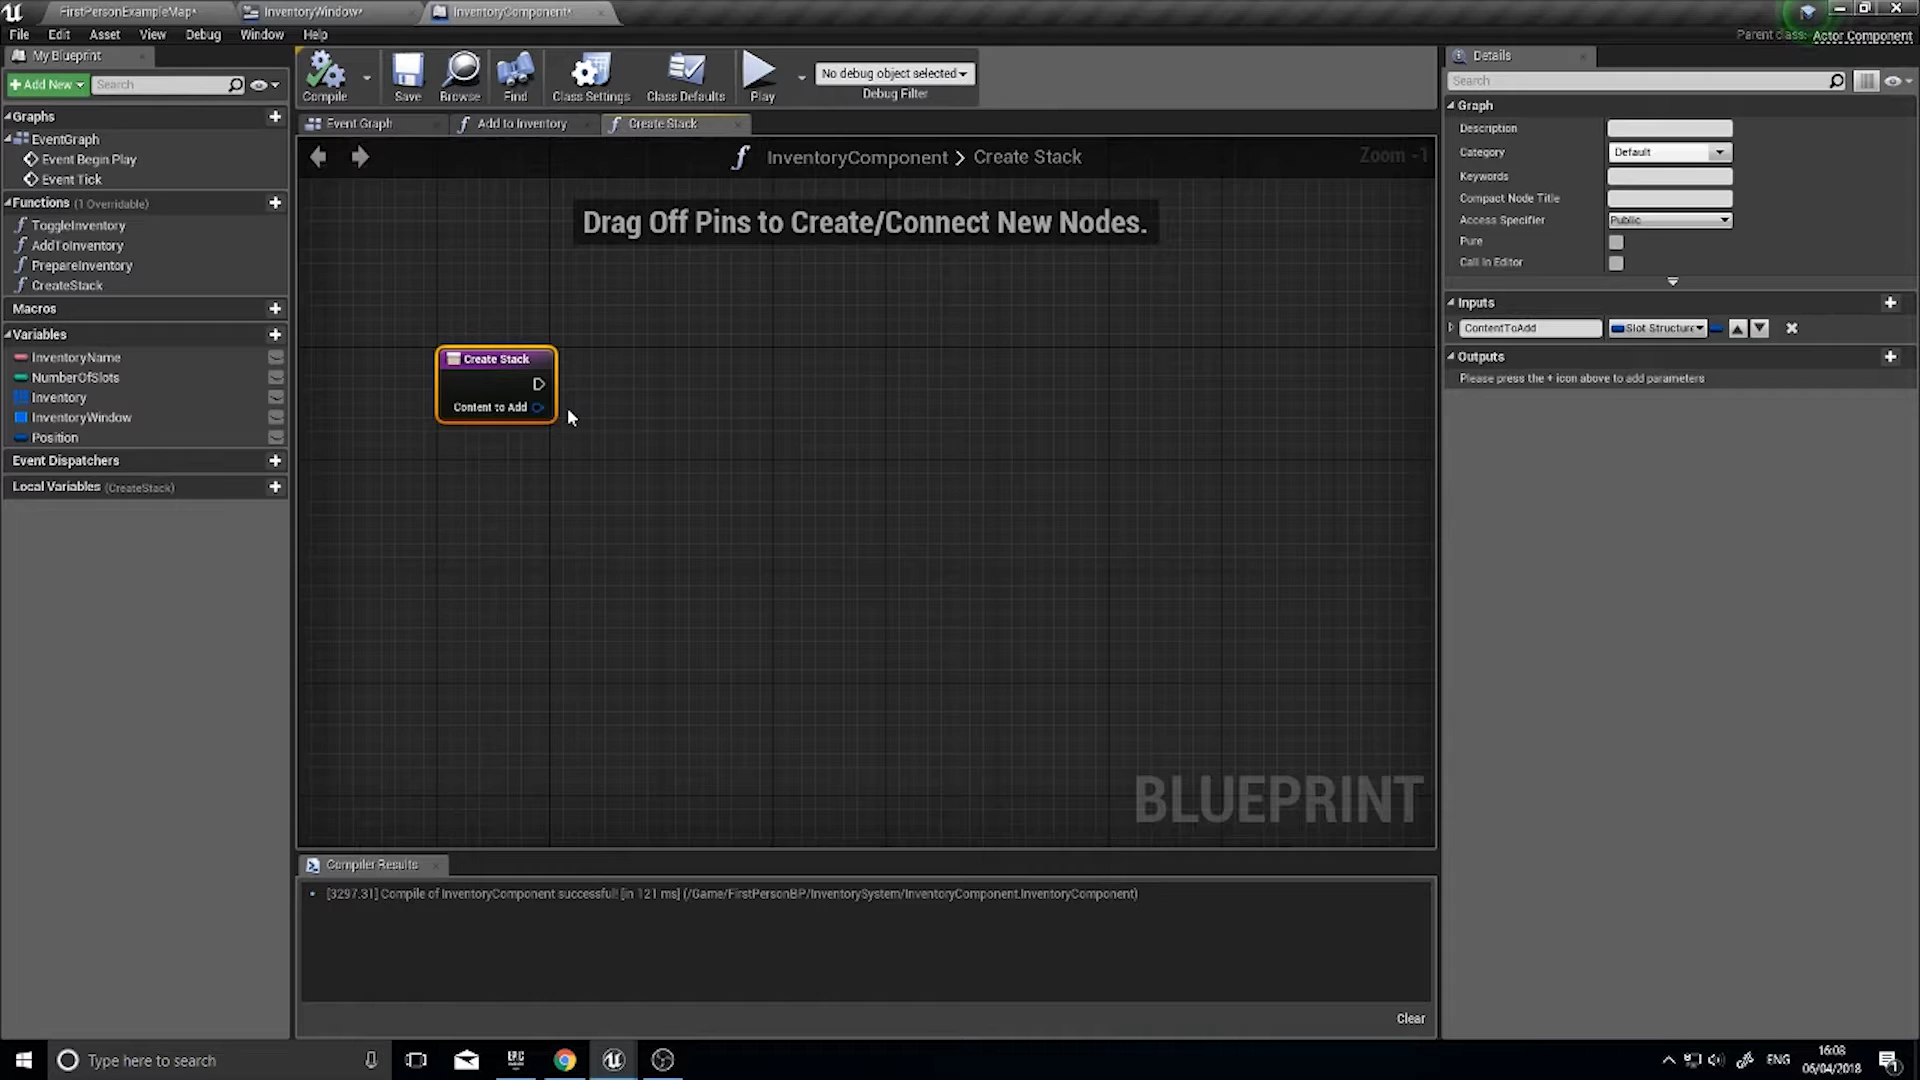 FirstPersonExampleMap*
InventoryWindow*
InventoryComponent*
File Edit Asset View Debug Window Help
Parent class: Actor Component
My Blueprint
Add New
Search
Graphs
EventGraph
Event Begin Play
Event Tick
Functions (1 Overridable)
ToggleInventory
AddToInventory
PrepareInventory
CreateStack
Macros
Variables
InventoryName
NumberOfSlots
Inventory
InventoryWindow
Position
Event Dispatchers
Local Variables (CreateStack)
Compile
Save
Browse
Find
Class Settings
Class Defaults
Play
No debug object selected
Debug Filter
Event Graph
Add to Inventory
Create Stack
InventoryComponent > Create Stack
Zoom -1
Drag Off Pins to Create/Connect New Nodes.
Create Stack
Content to Add
BLUEPRINT
Compiler Results
[3297.31] Compile of InventoryComponent successful! [in 121 ms] (/Game/FirstPersonBP/InventorySystem/InventoryComponent.InventoryComponent)
Clear
Details
Search
Graph
Description
Category Default
Keywords
Compact Node Title
Access Specifier Public
Pure
Call In Editor
Inputs
ContentToAdd Slot Structure
Outputs
Please press the + icon above to add parameters
Type here to search
EPIC
ENG
16:03
06/04/2018
1